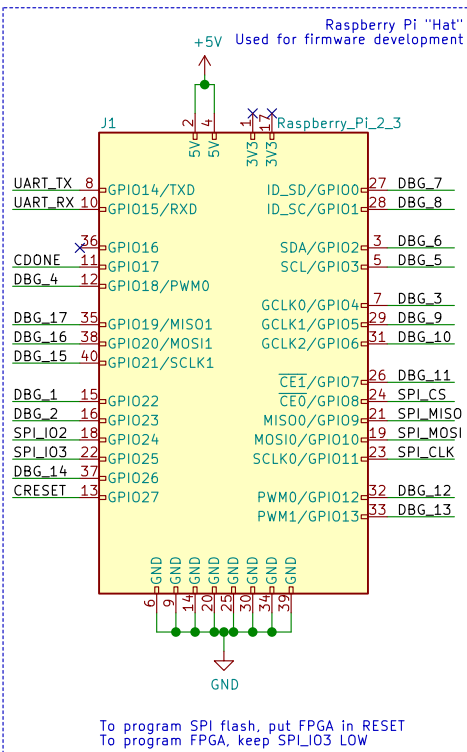 Raspberry Pi "Hat"
Used for firmware development
+5V
2 4 1 17
J1 Raspberry_Pi_2_3
5V 5V 3V3 3V3
UART_TX 8 GPIO14/TXD ID_SD/GPIO0 27 DBG_7
UART_RX 10 GPIO15/RXD ID_SC/GPIO1 28 DBG_8
36 GPIO16 SDA/GPIO2 3 DBG_6
CDONE 11 GPIO17 SCL/GPIO3 5 DBG_5
DBG_4 12 GPIO18/PWM0
GCLK0/GPIO4 7 DBG_3
DBG_17 35 GPIO19/MISO1 GCLK1/GPIO5 29 DBG_9
DBG_16 38 GPIO20/MOSI1 GCLK2/GPIO6 31 DBG_10
DBG_15 40 GPIO21/SCLK1
CE1/GPIO7 26 DBG_11
DBG_1 15 GPIO22 CE0/GPIO8 24 SPI_CS
DBG_2 16 GPIO23 MISO0/GPIO9 21 SPI_MISO
SPI_IO2 18 GPIO24 MOSI0/GPIO10 19 SPI_MOSI
SPI_IO3 22 GPIO25 SCLK0/GPIO11 23 SPI_CLK
DBG_14 37 GPIO26
CRESET 13 GPIO27 PWM0/GPIO12 32 DBG_12
PWM1/GPIO13 33 DBG_13
GND GND GND GND GND GND GND GND
6 9 14 20 25 30 34 39
GND
To program SPI flash, put FPGA in RESET
To program FPGA, keep SPI_IO3 LOW